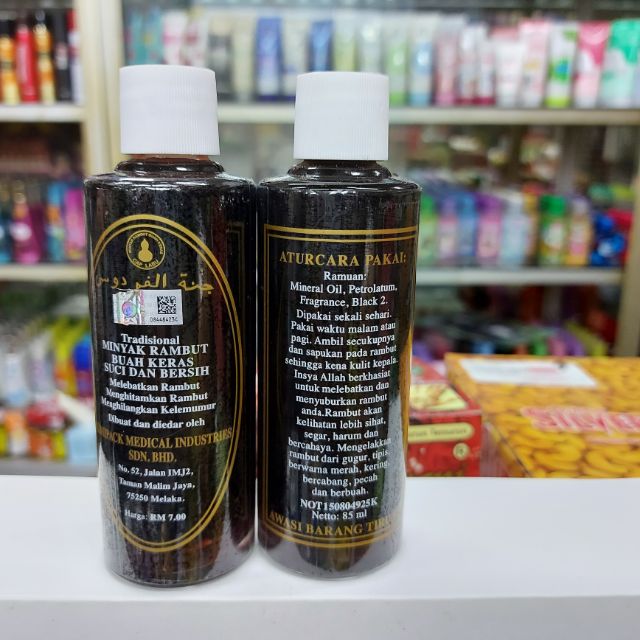 CAP LABU
جنة الفردوس
084464234
Tradisional
MINYAK RAMBUT
BUAH KERAS
SUCI DAN BERSIH
Melebatkan Rambut
Menghitamkan Rambut
Menghilangkan Kelemumur
Dibuat dan diedar oleh
MEDICAL INDUSTRIES
SDN. BHD.
No. 52, Jalan IMJ2,
Taman Malim Jaya,
75250 Melaka.
Harga: RM 7.00
ATURCARA PAKAI:
Ramuan:
Mineral Oil, Petrolatum,
Fragrance, Black 2.
Dipakai sekali sehari.
Pakai waktu malam atau
pagi. Ambil secukupnya
dan sapukan pada rambut
sehingga kena kulit kepala.
Insya Allah berkhasiat
untuk melebatkan dan
menyuburkan rambut
anda.Rambut akan
kelihatan lebih sihat,
segar, harum dan
bercahaya. Mengelakkan
rambut dari gugur, tipis,
berwarna merah, kering,
bercabang, pecah
dan berbuah.
NOT150804925K
Netto: 85 ml
AWASI BARANG